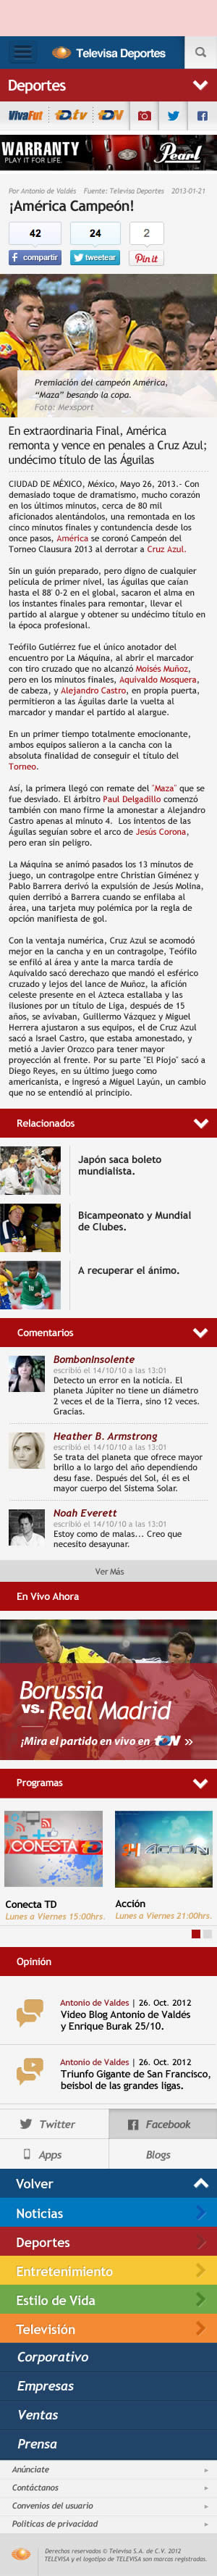 Televisa Deportes
Deportes
VivaFut
TD.tv
TDN
WARRANTY
PLAY IT FOR LIFE.
Pearl
Por Antonio de Valdés Fuente: Televisa Deportes 2013-01-21
¡América Campeón!
42
24
2
compartir
tweetear
Pin it
Premiación del campeón América,
"Maza" besando la copa.
Foto: Mexsport
En extraordinaria Final, América
remonta y vence en penales a Cruz Azul;
undécimo título de las Águilas
CIUDAD DE MÉXICO, México, Mayo 26, 2013.- Con
demasiado toque de dramatismo, mucho corazón
en los últimos minutos, cerca de 80 mil
aficionados alentándolos, una remontada en los
cinco minutos finales y contundencia desde los
once pasos, América se coronó Campeón del
Torneo Clausura 2013 al derrotar a Cruz Azul.
Sin un guión preparado, pero digno de cualquier
película de primer nivel, las Águilas que caían
hasta el 88' 0-2 en el global, sacaron el alma en
los instantes finales para remontar, llevar el
partido al alargue y obtener su undécimo título en
la época profesional.
Teófilo Gutiérrez fue el único anotador del
encuentro por La Máquina, al abrir el marcador
con tiro cruzado que no alcanzó Moisés Muñoz,
pero en los minutos finales, Aquivaldo Mosquera,
de cabeza, y Alejandro Castro, en propia puerta,
permitieron a las Águilas darle la vuelta al
marcador y mandar el partido al alargue.
En un primer tiempo totalmente emocionante,
ambos equipos salieron a la cancha con la
absoluta finalidad de conseguir el título del
Torneo.
Así, la primera llegó con remate del "Maza" que se
fue desviado. El árbitro Paul Delgadillo comenzó
también con mano firme la amonestar a Alejandro
Castro apenas al minuto 4. Los intentos de las
Águilas seguían sobre el arco de Jesús Corona,
pero eran sin peligro.
La Máquina se animó pasados los 13 minutos de
juego, un contragolpe entre Christian Giménez y
Pablo Barrera derivó la expulsión de Jesús Molina,
quien derribó a Barrera cuando se enfilaba al
área, una tarjeta muy polémica por la regla de
opción manifiesta de gol.
Con la ventaja numérica, Cruz Azul se acomodó
mejor en la cancha y en un contragolpe, Teófilo
se enfiló al área y ante la marca tardía de
Aquivaldo sacó derechazo que significó el esférico
cruzado y lejos del lance de Muñoz, la afición
celeste presente en el Azteca estallaba y las
ilusiones de un título de Liga, después de 15
años, se avivaban, Guillermo Vázquez y Miguel
Herrera ajustaron a sus equipos, el de Cruz Azul
sacó a Israel Castro, que estaba amonestado, y
metió a Javier Orozco para tener mayor
proyección al frente. Por su parte "El Piojo" sacó a
Diego Reyes, en su último juego como
americanista, e ingresó a Miguel Layún, un cambio
que no se entendió al principio.
Relacionados
Japón saca boleto
mundialista.
Bicampeonato y Mundial
de Clubes.
A recuperar el ánimo.
Comentarios
BombonInsolente
escribió el 14/10/10 a las 13:01
Detecto un error en la noticia. El
planeta Júpiter no tiene un diámetro
2 veces el de la Tierra, sino 12 veces.
Gracias.
Heather B. Armstrong
escribió el 14/10/10 a las 13:01
Se trata del planeta que ofrece mayor
brillo a lo largo del año dependiendo
desu fase. Después del Sol, él es el
mayor cuerpo del Sistema Solar.
Noah Everett
escribió el 14/10/10 a las 13:01
Estoy como de malas... Creo que
necesito desayunar.
Ver Más
En Vivo Ahora
Borussia
vs. Real Madrid
¡Mira el partido en vivo en TDN »
Programas
CONECTA
ACCIÓN
Conecta TD
Lunes a Viernes 15:00hrs.
Acción
Lunes a Viernes 21:00hrs.
Opinión
Antonio de Valdes | 26. Oct. 2012
Video Blog Antonio de Valdés
y Enrique Burak 25/10.
Antonio de Valdes | 26. Oct. 2012
Triunfo Gigante de San Francisco,
beisbol de las grandes ligas.
Twitter
Facebook
Apps
Blogs
Volver
Noticias
Deportes
Entretenimiento
Estilo de Vida
Televisión
Corporativo
Empresas
Ventas
Prensa
Anúnciate
Contáctanos
Convenios del usuario
Políticas de privacidad
Derechos reservados © Televisa S.A. de C.V. 2012
TELEVISA y el logotipo de TELEVISA son marcas registradas.